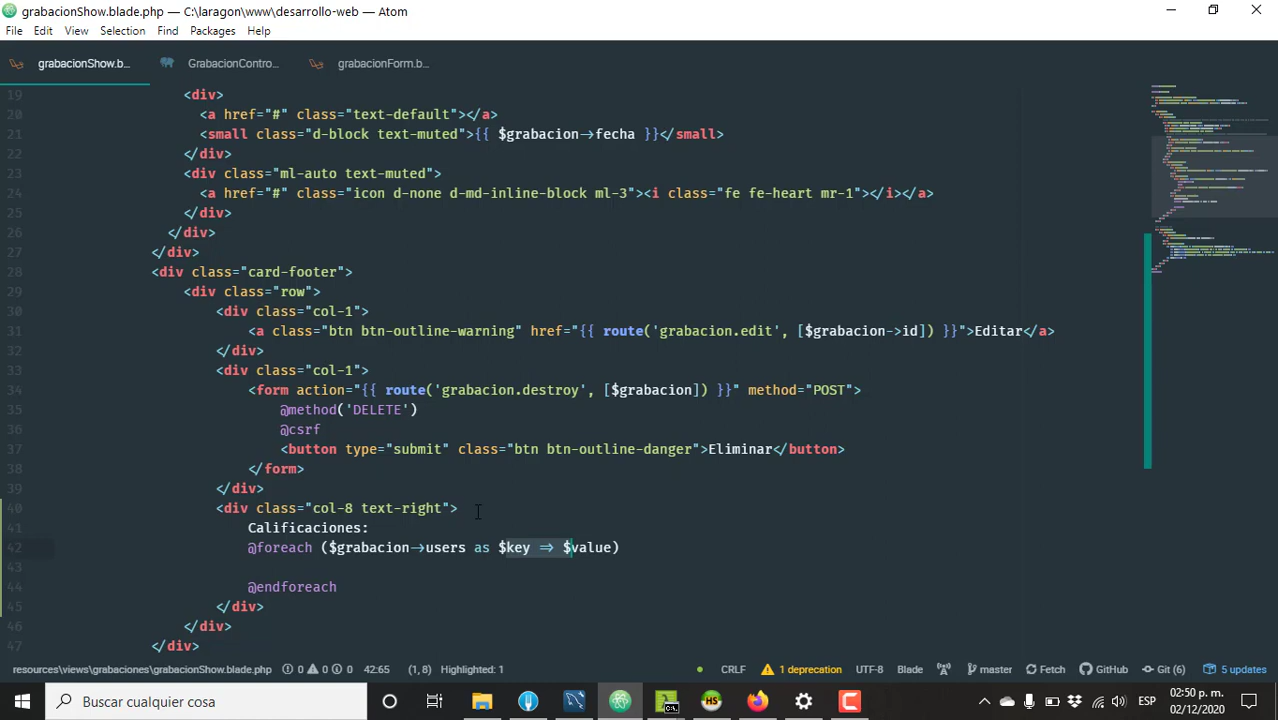 grabacionShow.blade.php — C:\laragon\www\desarrollo-web — Atom
File Edit View Selection Find Packages Help
grabacionShow.b... GrabacionContro... grabacionForm.b...
19 <div>
20 <a href="#" class="text-default"></a>
21 <small class="d-block text-muted">{{ $grabacion->fecha }}</small>
22 </div>
23 <div class="ml-auto text-muted">
24 <a href="#" class="icon d-none d-md-inline-block ml-3"><i class="fe fe-heart mr-1"></i></a>
25 </div>
26 </div>
27 </div>
28 <div class="card-footer">
29 <div class="row">
30 <div class="col-1">
31 <a class="btn btn-outline-warning" href="{{ route('grabacion.edit', [$grabacion->id]) }}">Editar</a>
32 </div>
33 <div class="col-1">
34 <form action="{{ route('grabacion.destroy', [$grabacion]) }}" method="POST">
35 @method('DELETE')
36 @csrf
37 <button type="submit" class="btn btn-outline-danger">Eliminar</button>
38 </form>
39 </div>
40 <div class="col-8 text-right">
41 Calificaciones:
42 @foreach ($grabacion->users as $key => $value)
43
44 @endforeach
45 </div>
46 </div>
47 </div>
resources\views\grabaciones\grabacionShow.blade.php 0 0 0 42:65 (1, 8) Highlighted: 1 CRLF 1 deprecation UTF-8 Blade master Fetch GitHub Git (6) 5 updates
Buscar cualquier cosa ESP 02:50 p. m.
02/12/2020